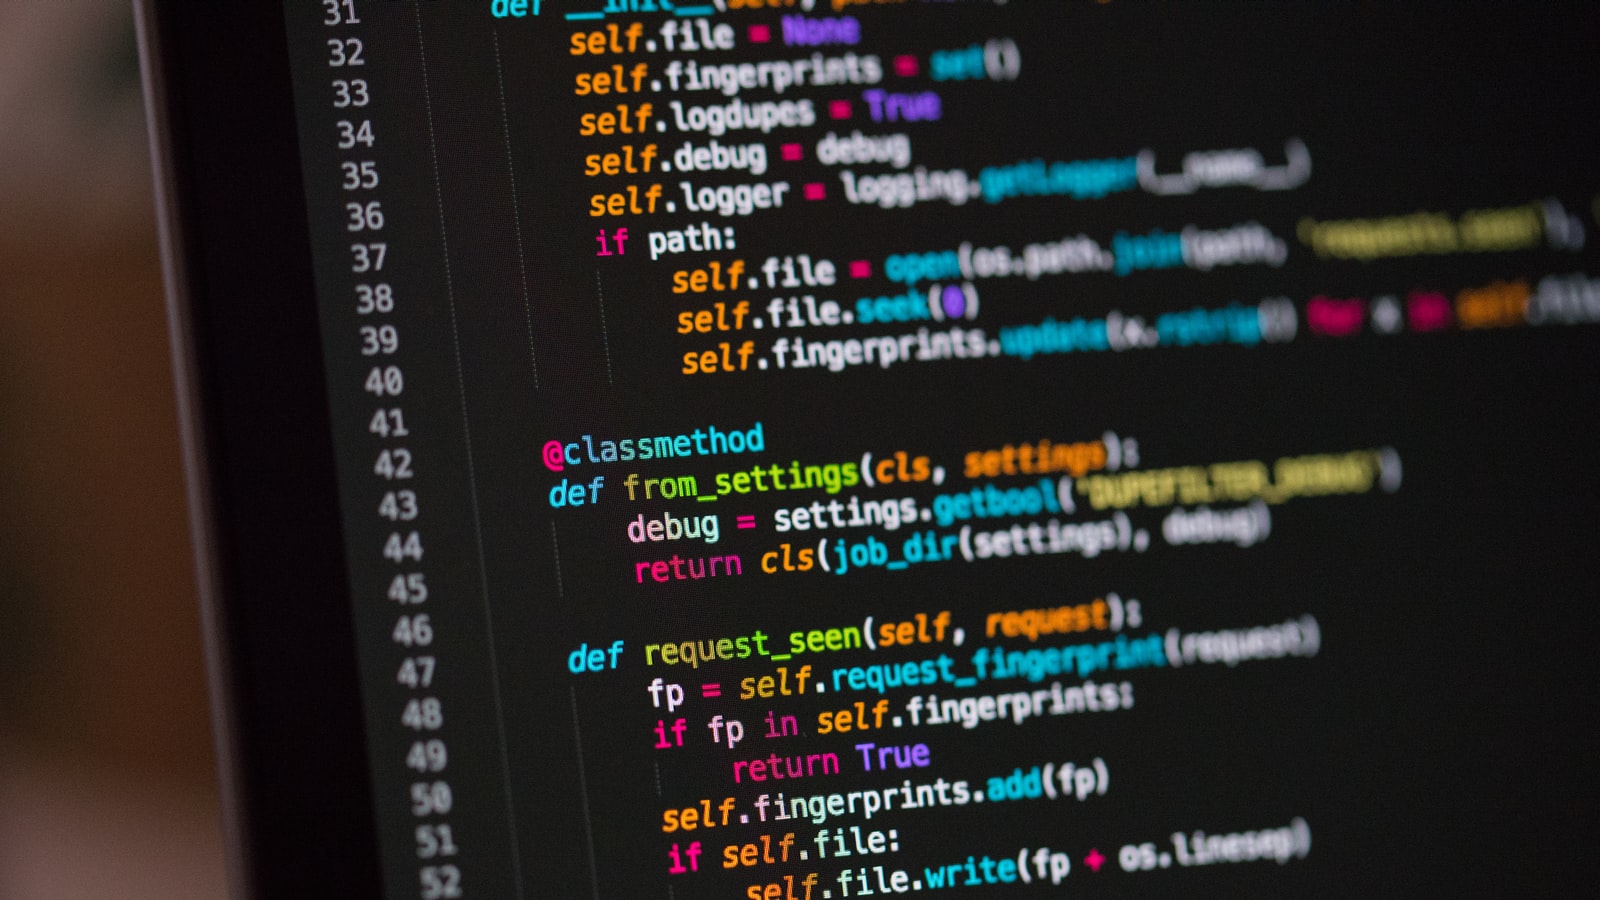 31 def __init__(self,
32 self.file = None
33 self.fingerprints = set()
34 self.logdupes = True
35 self.debug = debug
36 self.logger = logging.getLogger(__name__)
37 if path:
38 self.file = open(os.path.join(path, 'requests.seen'),
39 self.file.seek(0)
40 self.fingerprints.update(x.rstrip() for x in self.file
41
42 @classmethod
43 def from_settings(cls, settings):
44 debug = settings.getbool('DUPEFILTER_DEBUG')
45 return cls(job_dir(settings), debug)
46
47 def request_seen(self, request):
48 fp = self.request_fingerprint(request)
49 if fp in self.fingerprints:
50 return True
51 self.fingerprints.add(fp)
52 if self.file:
self.file.write(fp + os.linesep)